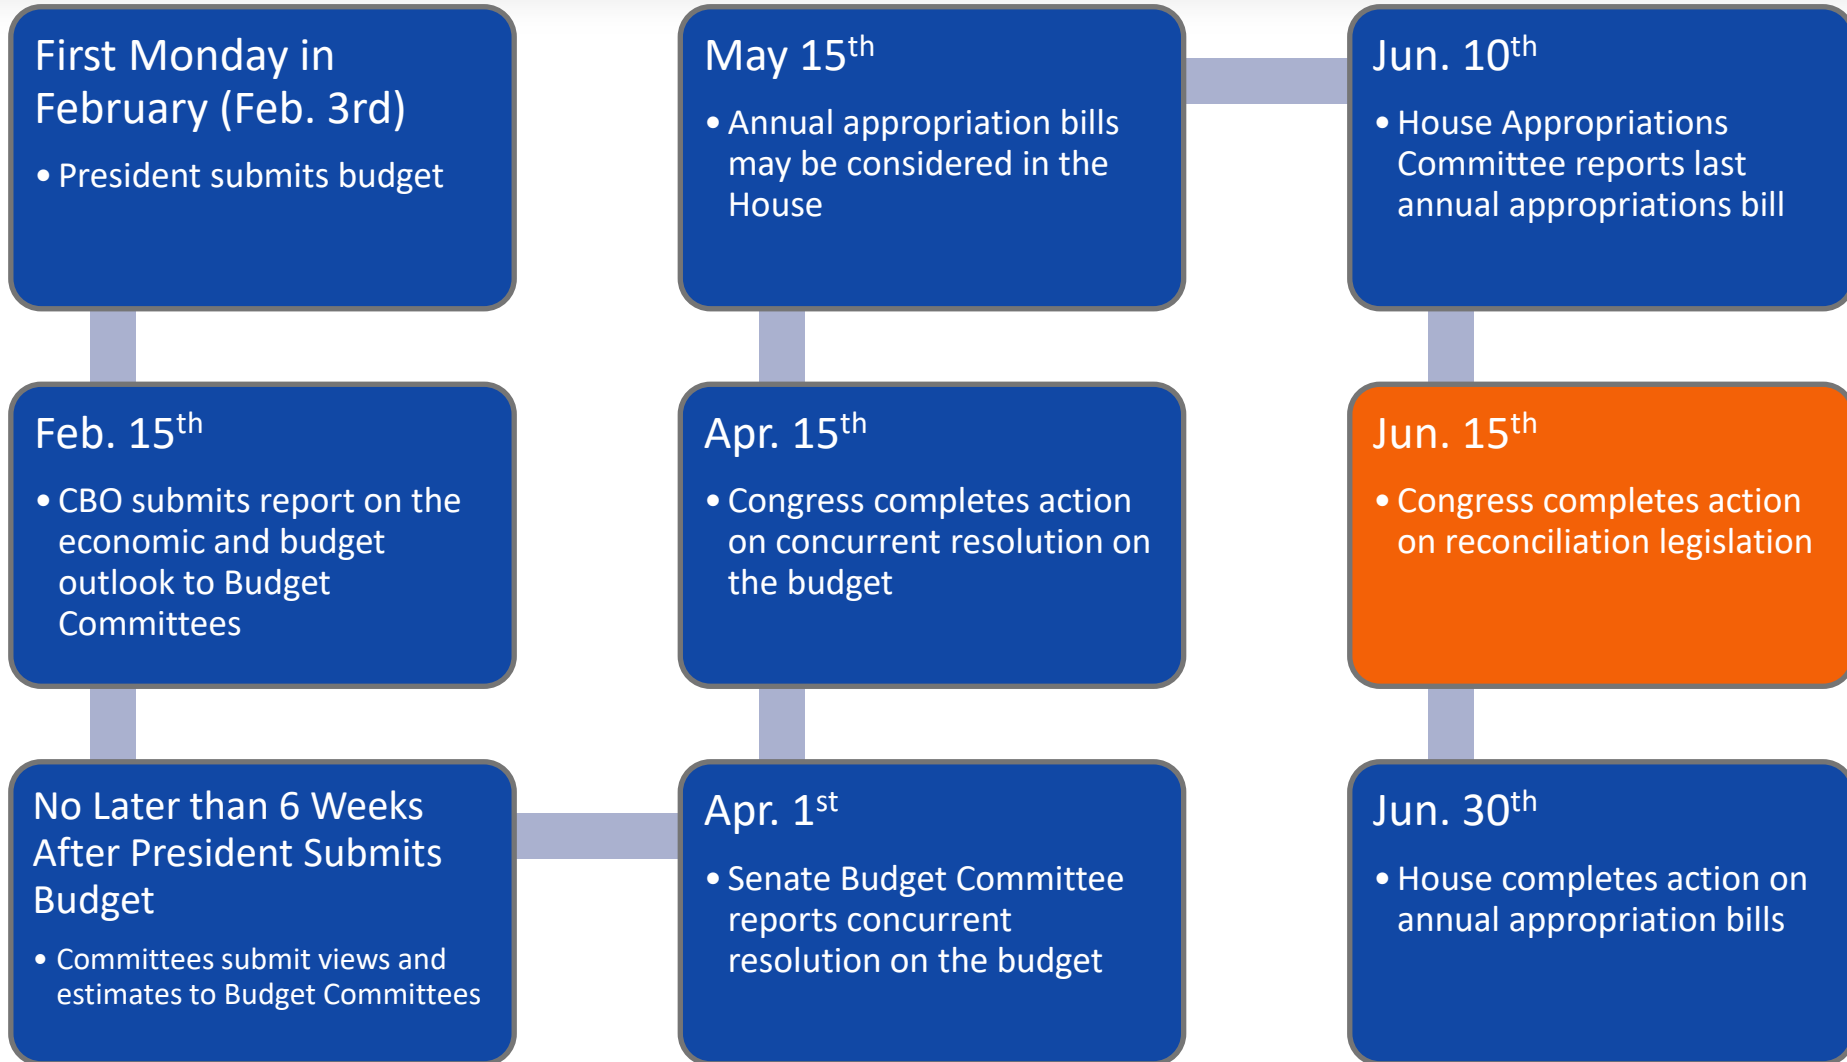 First Monday in
February (Feb. 3rd)
• President submits budget
Feb. 15th
• CBO submits report on the
economic and budget
outlook to Budget
Committees
No Later than 6 Weeks
After President Submits
Budget
• Committees submit views and
estimates to Budget Committees
Apr. 1st
• Senate Budget Committee
reports concurrent
resolution on the budget
Apr. 15th
• Congress completes action
on concurrent resolution on
the budget
May 15th
• Annual appropriation bills
may be considered in the
House
Jun. 10th
• House Appropriations
Committee reports last
annual appropriations bill
Jun. 15th
• Congress completes action
on reconciliation legislation
Jun. 30th
• House completes action on
annual appropriation bills